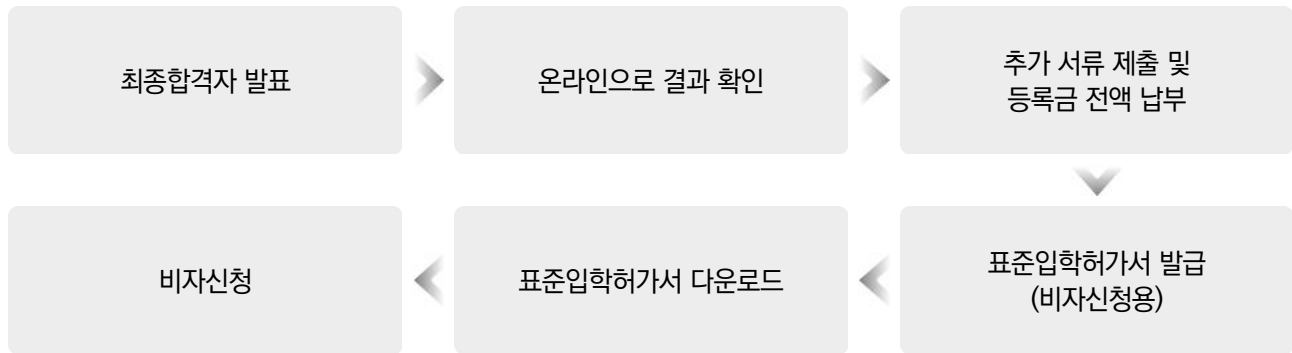 최종합격자 발표
온라인으로 결과 확인
추가 서류 제출 및
등록금 전액 납부
표준입학허가서 발급
(비자신청용)
표준입학허가서 다운로드
비자신청